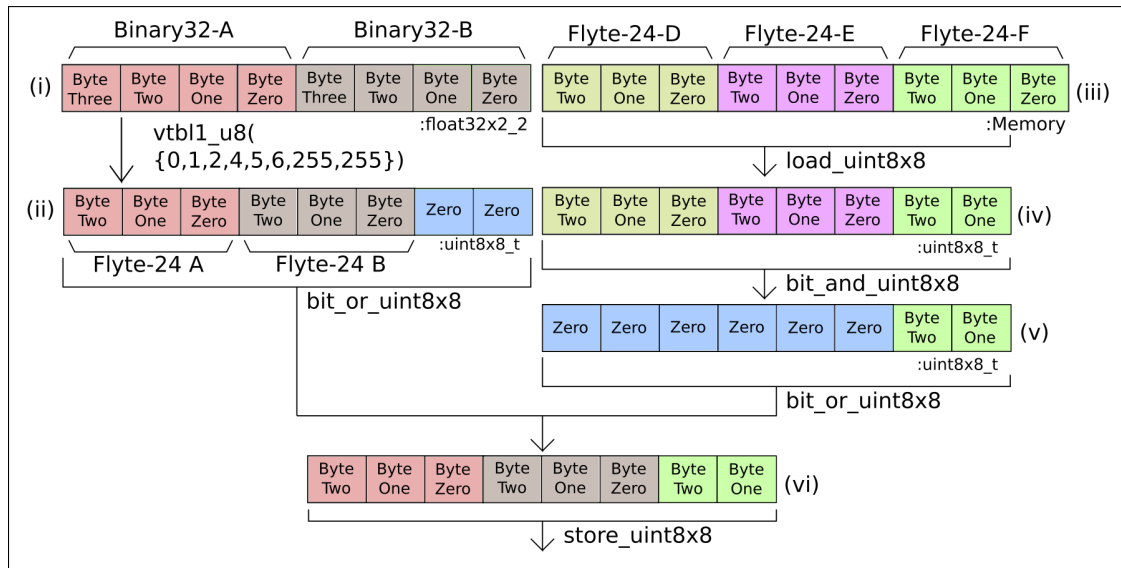 Binary32-A Binary32-B Flyte-24-D Flyte-24-E Flyte-24-F
(i) Byte Three Byte Two Byte One Byte Zero Byte Three Byte Two Byte One Byte Zero Byte Two Byte One Byte Zero Byte Two Byte One Byte Zero Byte Two Byte One Byte Zero (iii)
:float32x2_2 :Memory
vtbl1_u8(
{0,1,2,4,5,6,255,255})
load_uint8x8
(ii) Byte Two Byte One Byte Zero Byte Two Byte One Byte Zero Zero Zero Byte Two Byte One Byte Zero Byte Two Byte One Byte Zero Byte Two Byte One (iv)
:uint8x8_t :uint8x8_t
Flyte-24 A Flyte-24 B
bit_or_uint8x8 bit_and_uint8x8
Zero Zero Zero Zero Zero Zero Byte Two Byte One (v)
:uint8x8_t
bit_or_uint8x8
Byte Two Byte One Byte Zero Byte Two Byte One Byte Zero Byte Two Byte One (vi)
store_uint8x8